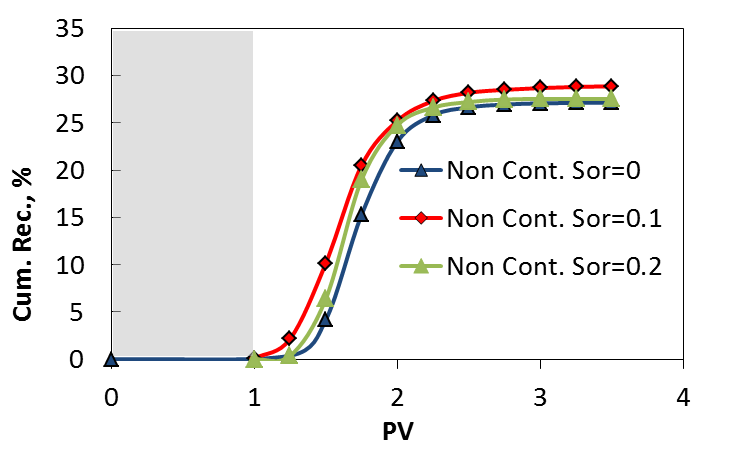 35
30
25
20
15
10
5
0
Cum. Rec., %
Non Cont. Sor=0
Non Cont. Sor=0.1
Non Cont. Sor=0.2
0 1 2 3 4
PV